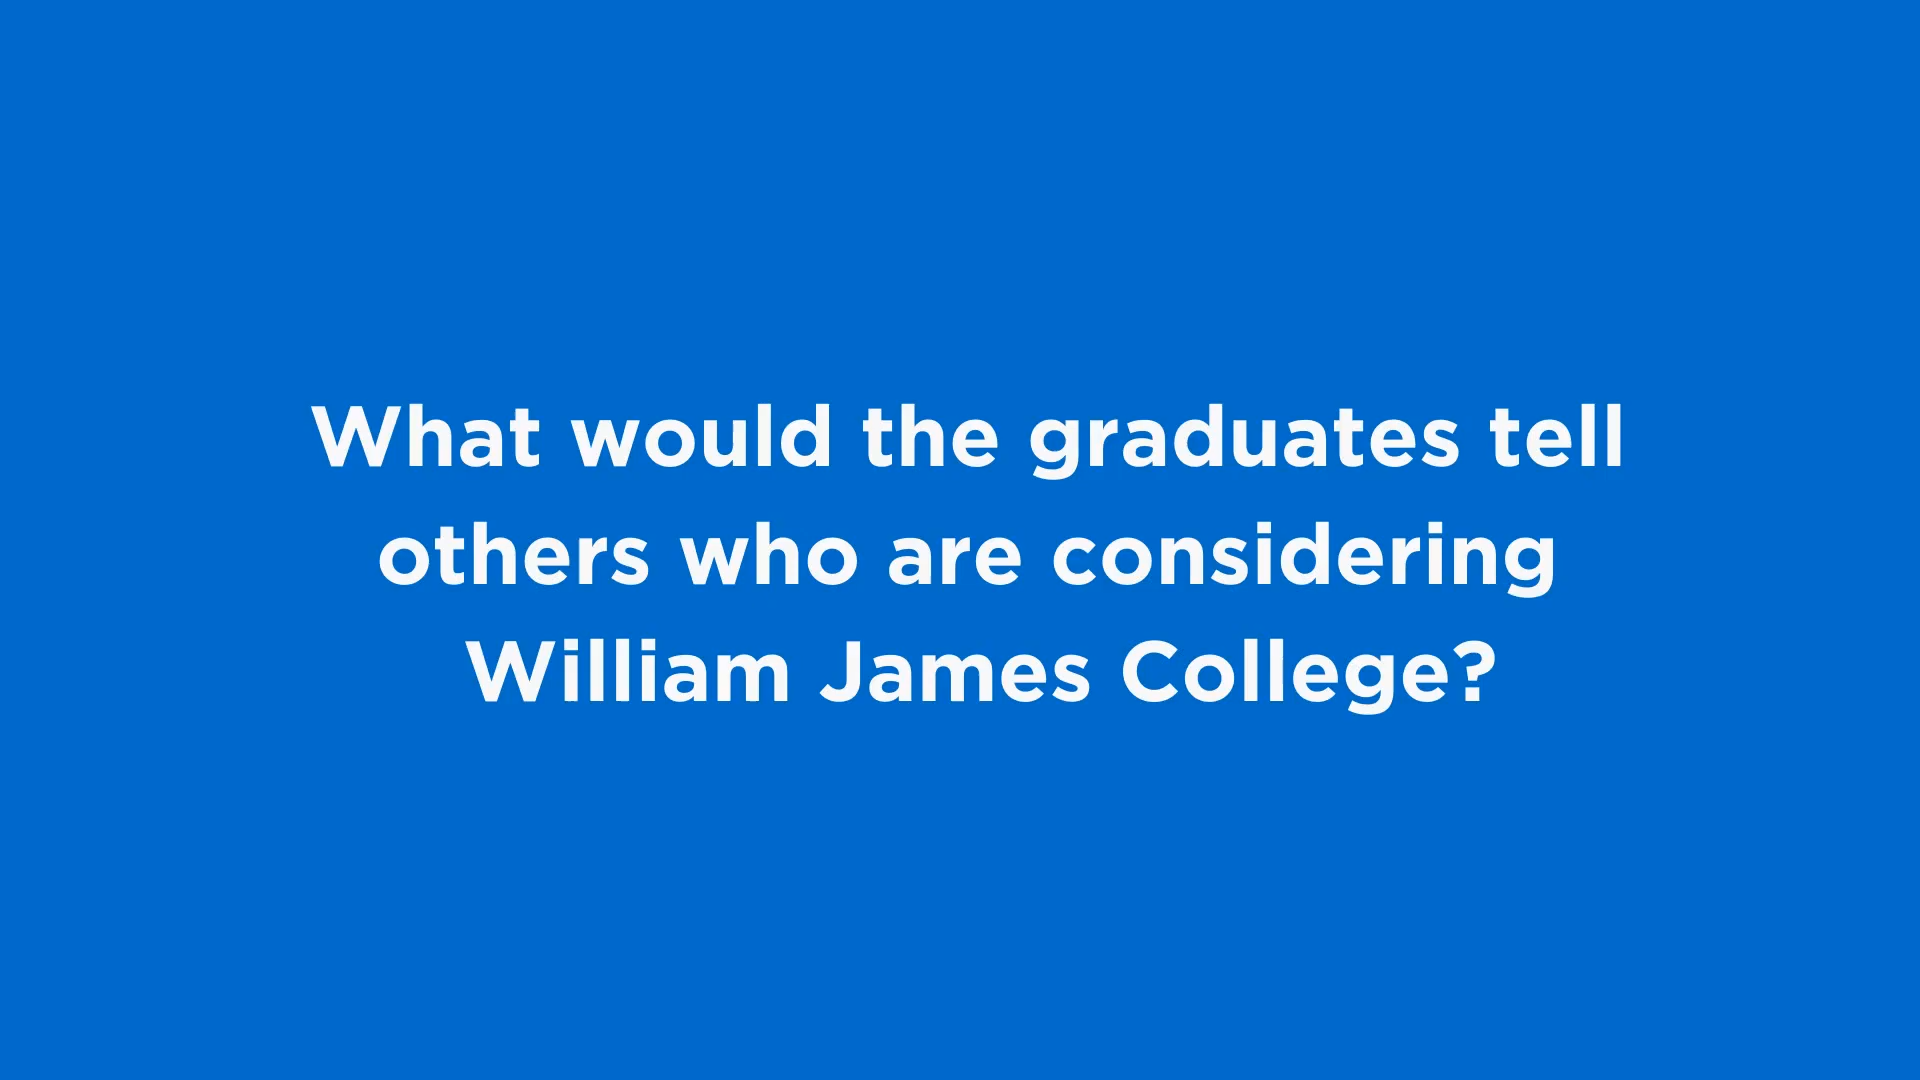 What would the graduates tell
others who are considering
William James College?